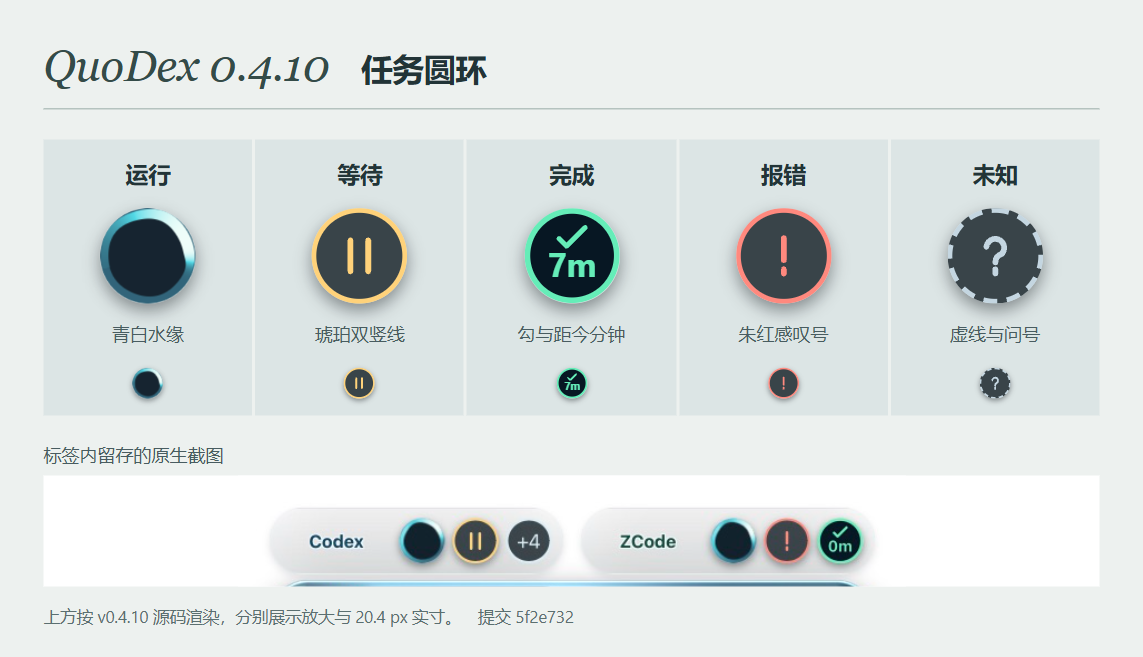 QuoDex 0.4.10 任务圆环
运行 等待 完成 报错 未知
7m ! ?
青白水缘 琥珀双竖线 勾与距今分钟 朱红感叹号 虚线与问号
7m ! ?
标签内留存的原生截图
Codex +4 ZCode ! 0m
上方按 v0.4.10 源码渲染，分别展示放大与 20.4 px 实寸。 提交 5f2e732